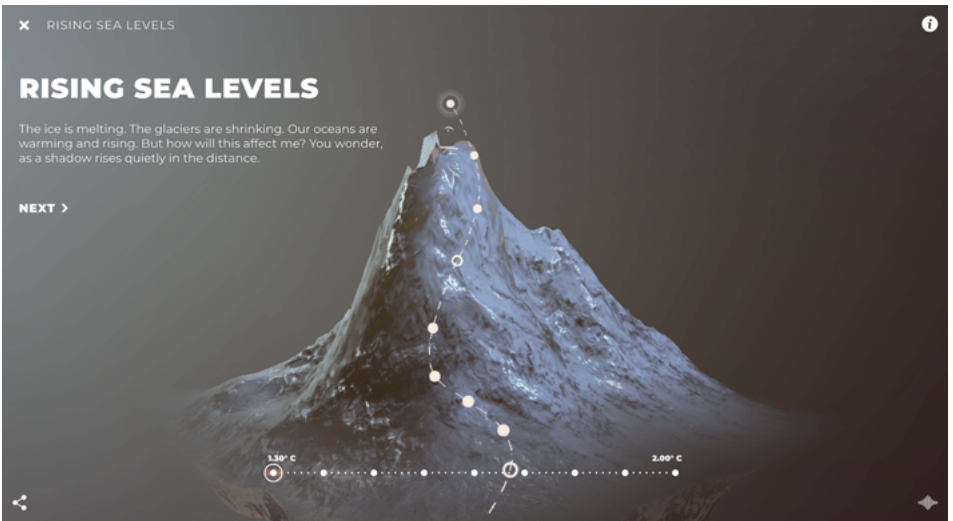 RISING SEA LEVELS
RISING SEA LEVELS
The ice is melting. The glaciers are shrinking. Our oceans are
warming and rising. But how will this affect me? You wonder,
as a shadow rises quietly in the distance.
NEXT >
1.30° C
2.00° C